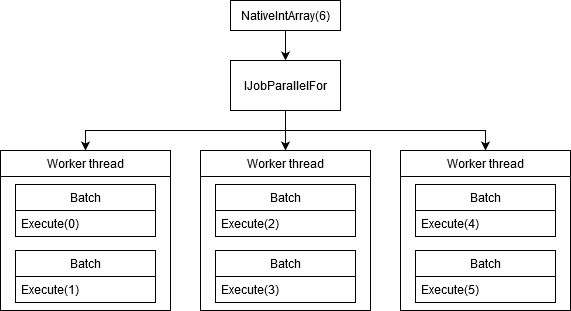 NativeIntArray(6)
IJobParallelFor
Worker thread
Batch
Execute(0)
Batch
Execute(1)
Worker thread
Batch
Execute(2)
Batch
Execute(3)
Worker thread
Batch
Execute(4)
Batch
Execute(5)